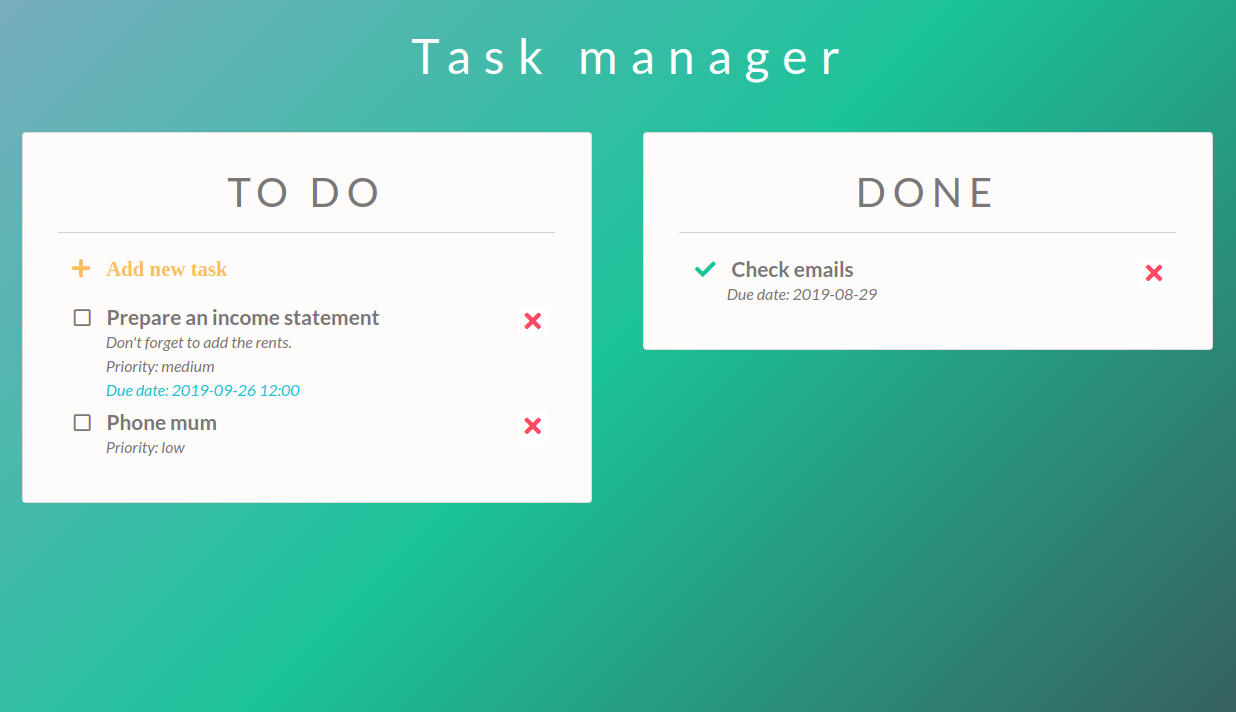 Task manager
TO DO
Add new task
Prepare an income statement
Don't forget to add the rents.
Priority: medium
Due date: 2019-09-26 12:00
Phone mum
Priority: low
DONE
Check emails
Due date: 2019-08-29